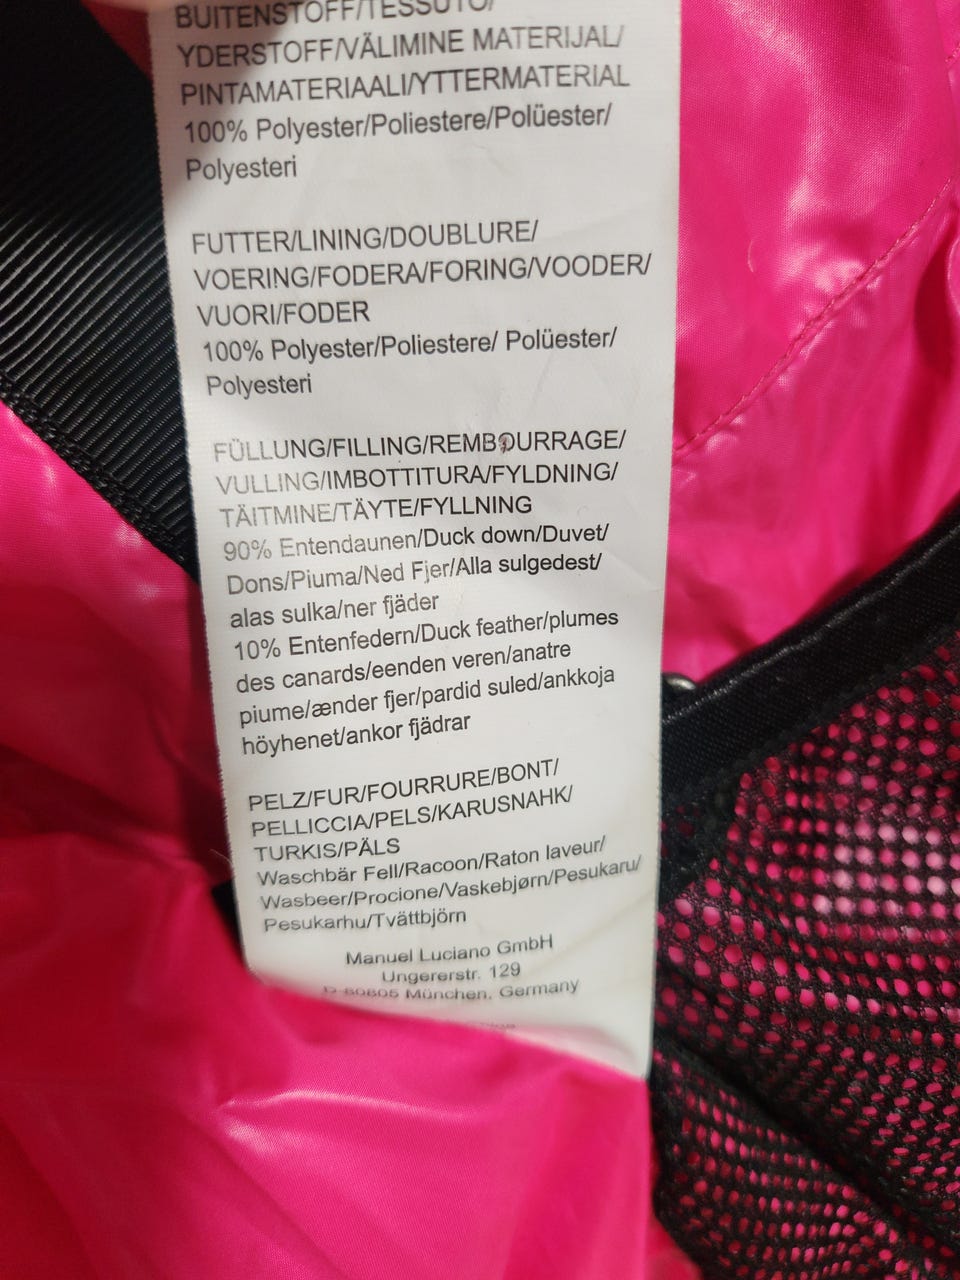 BUITENSTOFF/TESSUTO/
YDERSTOFF/VÄLIMINE MATERIJAL/
PINTAMATERIAALI/YTTERMATERIAL
100% Polyester/Poliestere/Polüester/
Polyesteri
FUTTER/LINING/DOUBLURE/
VOERING/FODERA/FORING/VOODER/
VUORI/FODER
100% Polyester/Poliestere/ Polüester/
Polyesteri
FÜLLUNG/FILLING/REMBOURRAGE/
VULLING/IMBOTTITURA/FYLDNING/
TÄITMINE/TÄYTE/FYLLNING
90% Entendaunen/Duck down/Duvet/
Dons/Piuma/Ned Fjer/Alla sulgedest/
alas sulka/ner fjäder
10% Entenfedern/Duck feather/plumes
des canards/eenden veren/anatre
piume/ænder fjer/pardid suled/ankkoja
höyhenet/ankor fjädrar
PELZ/FUR/FOURRURE/BONT/
PELLICCIA/PELS/KARUSNAHK/
TURKIS/PÄLS
Waschbär Fell/Racoon/Raton laveur/
Wasbeer/Procione/Vaskebjørn/Pesukaru/
Pesukarhu/Tvättbjörn
Manuel Luciano GmbH
Ungererstr. 129
D-80805 München, Germany